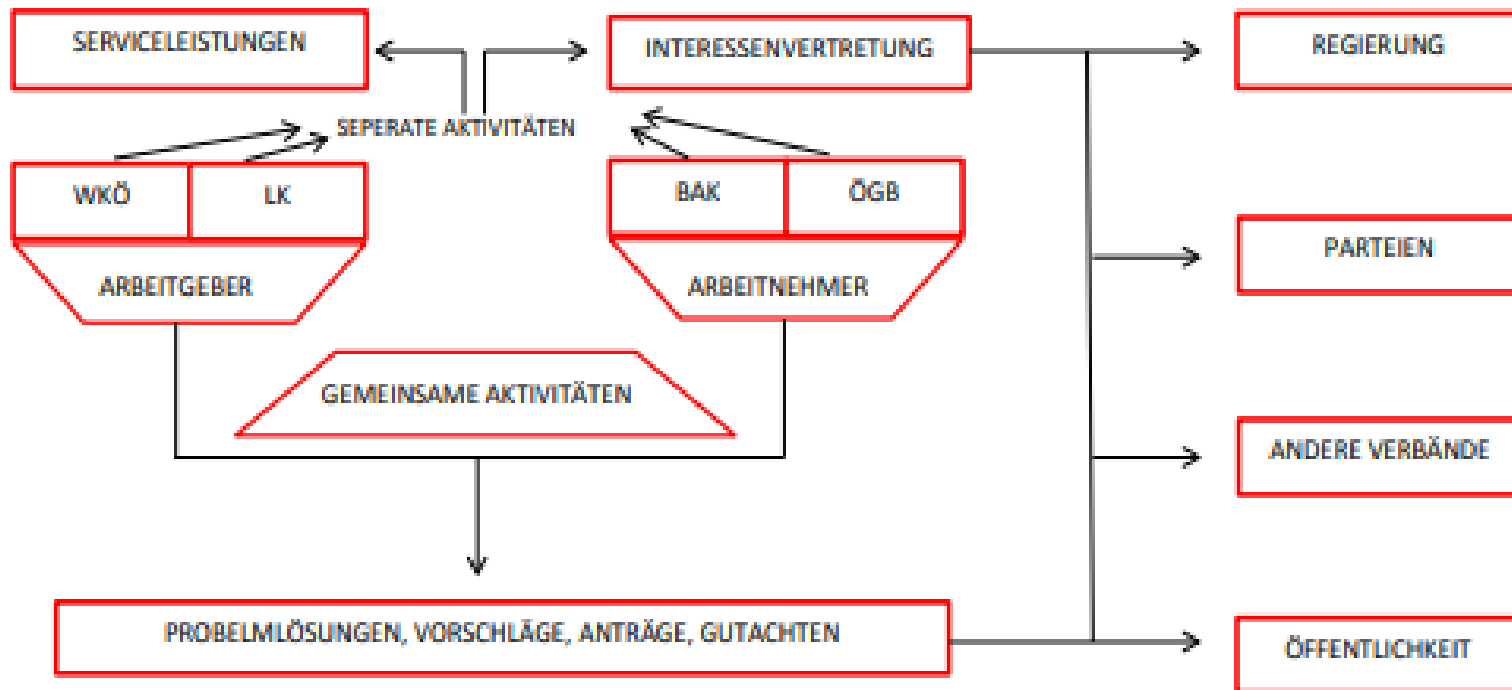 SERVICELEISTUNGEN
INTERESSENVERTRETUNG
REGIERUNG
SEPERATE AKTIVITÄTEN
WKÖ
LK
BAK
ÖGB
ARBEITGEBER
ARBEITNEHMER
PARTEIEN
GEMEINSAME AKTIVITÄTEN
ANDERE VERBÄNDE
PROBELMLÖSUNGEN, VORSCHLÄGE, ANTRÄGE, GUTACHTEN
ÖFFENTLICHKEIT